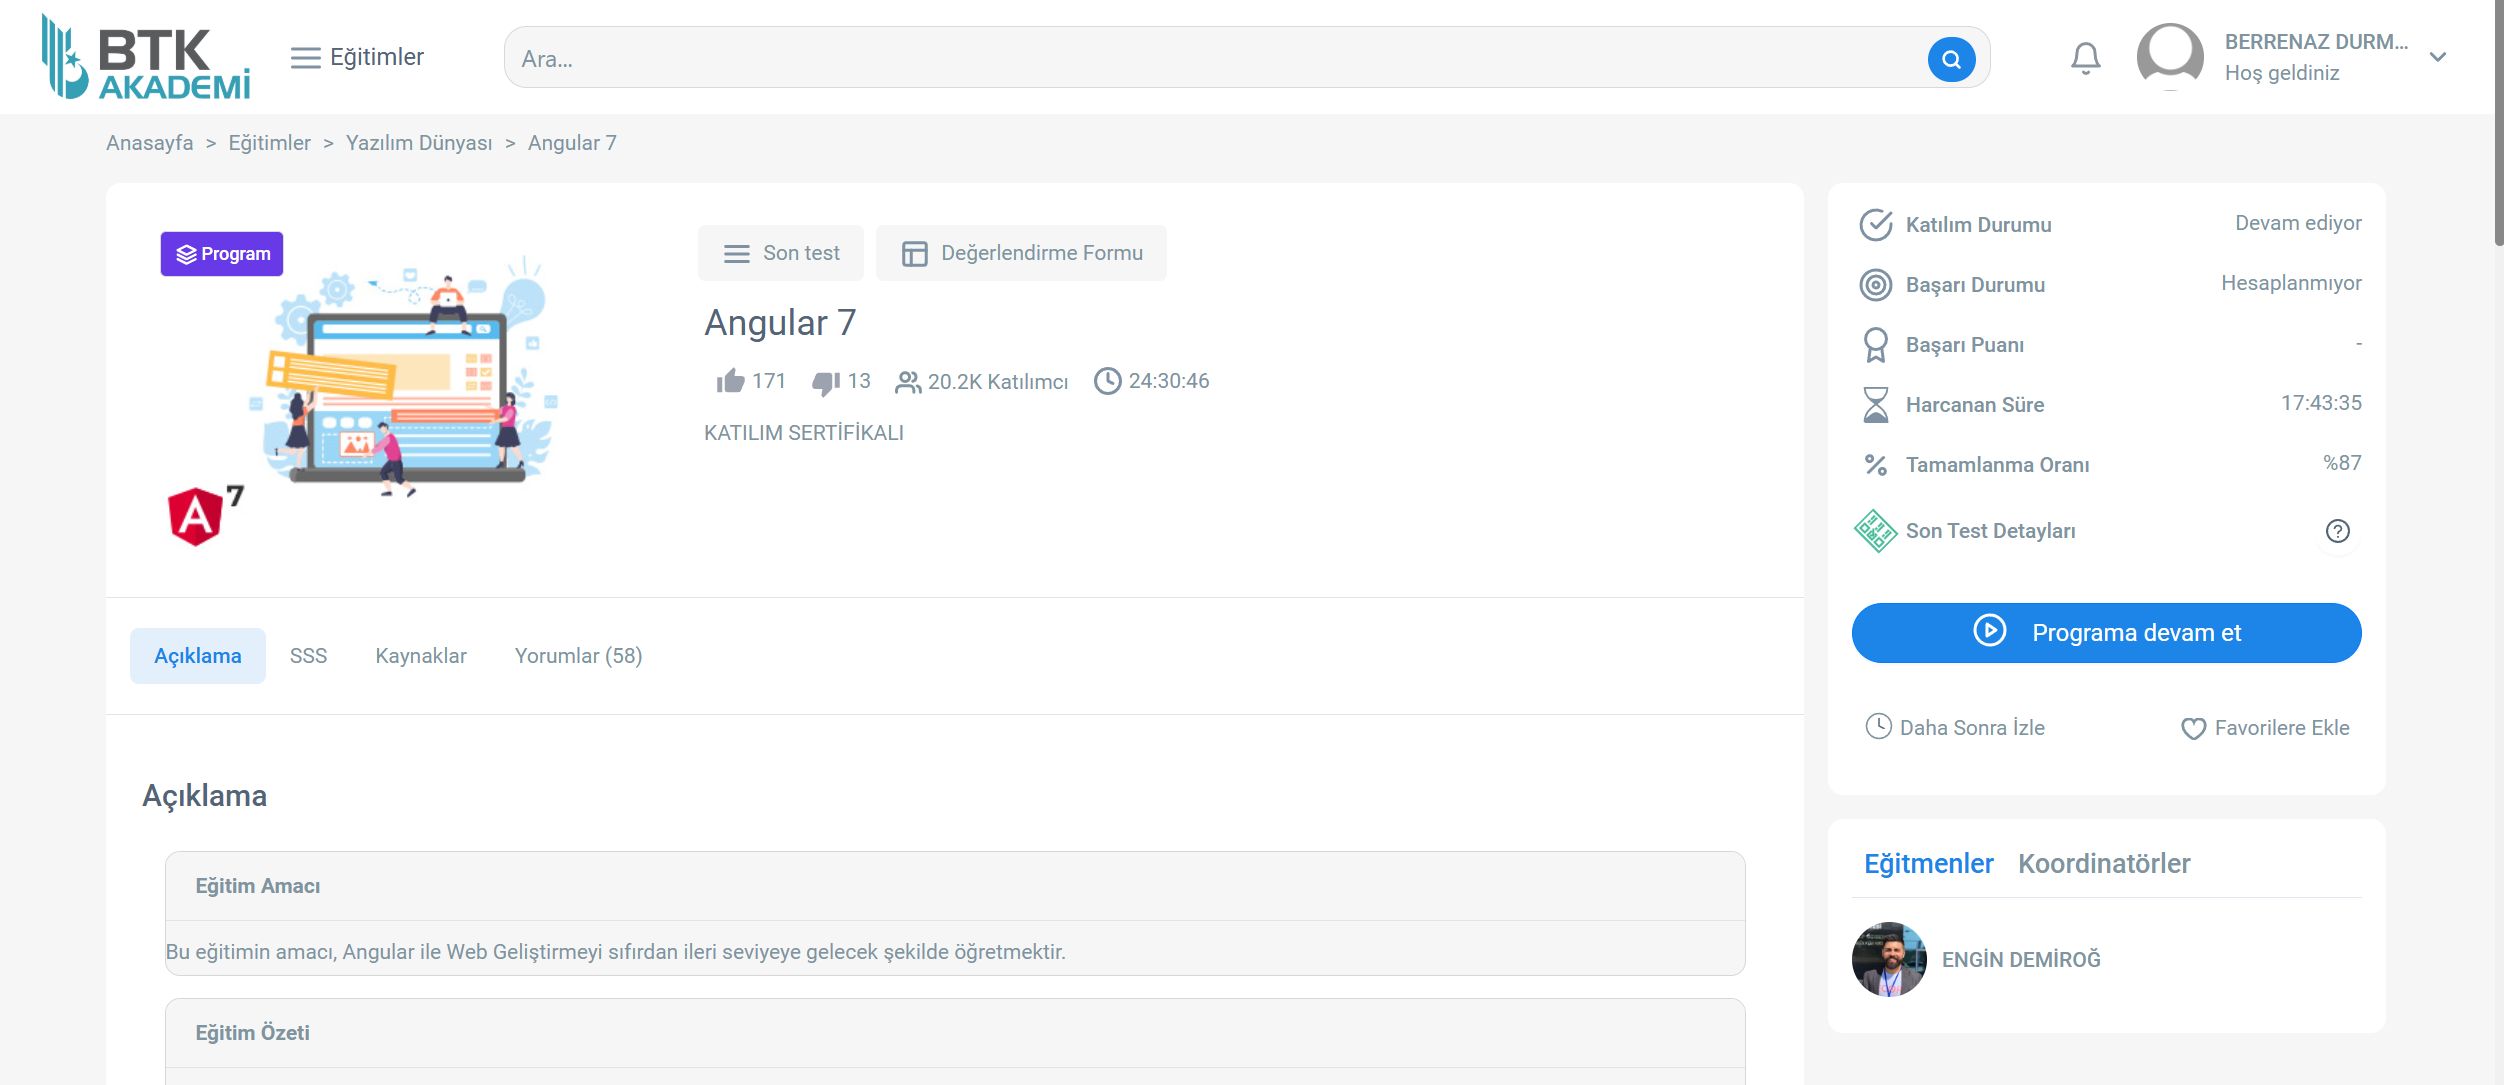 BTK
AKADEMİ
Eğitimler
Ara...
BERRENAZ DURM...
Hoş geldiniz
Anasayfa > Eğitimler > Yazılım Dünyası > Angular 7
Program
7
A
Son test
Değerlendirme Formu
Angular 7
171 13 20.2K Katılımcı 24:30:46
KATILIM SERTİFİKALI
Açıklama SSS Kaynaklar Yorumlar (58)
Açıklama
Eğitim Amacı
Bu eğitimin amacı, Angular ile Web Geliştirmeyi sıfırdan ileri seviyeye gelecek şekilde öğretmektir.
Eğitim Özeti
Katılım Durumu Devam ediyor
Başarı Durumu Hesaplanmıyor
Başarı Puanı -
Harcanan Süre 17:43:35
Tamamlanma Oranı %87
Son Test Detayları ?
Programa devam et
Daha Sonra İzle Favorilere Ekle
Eğitmenler Koordinatörler
ENGİN DEMİROĞ